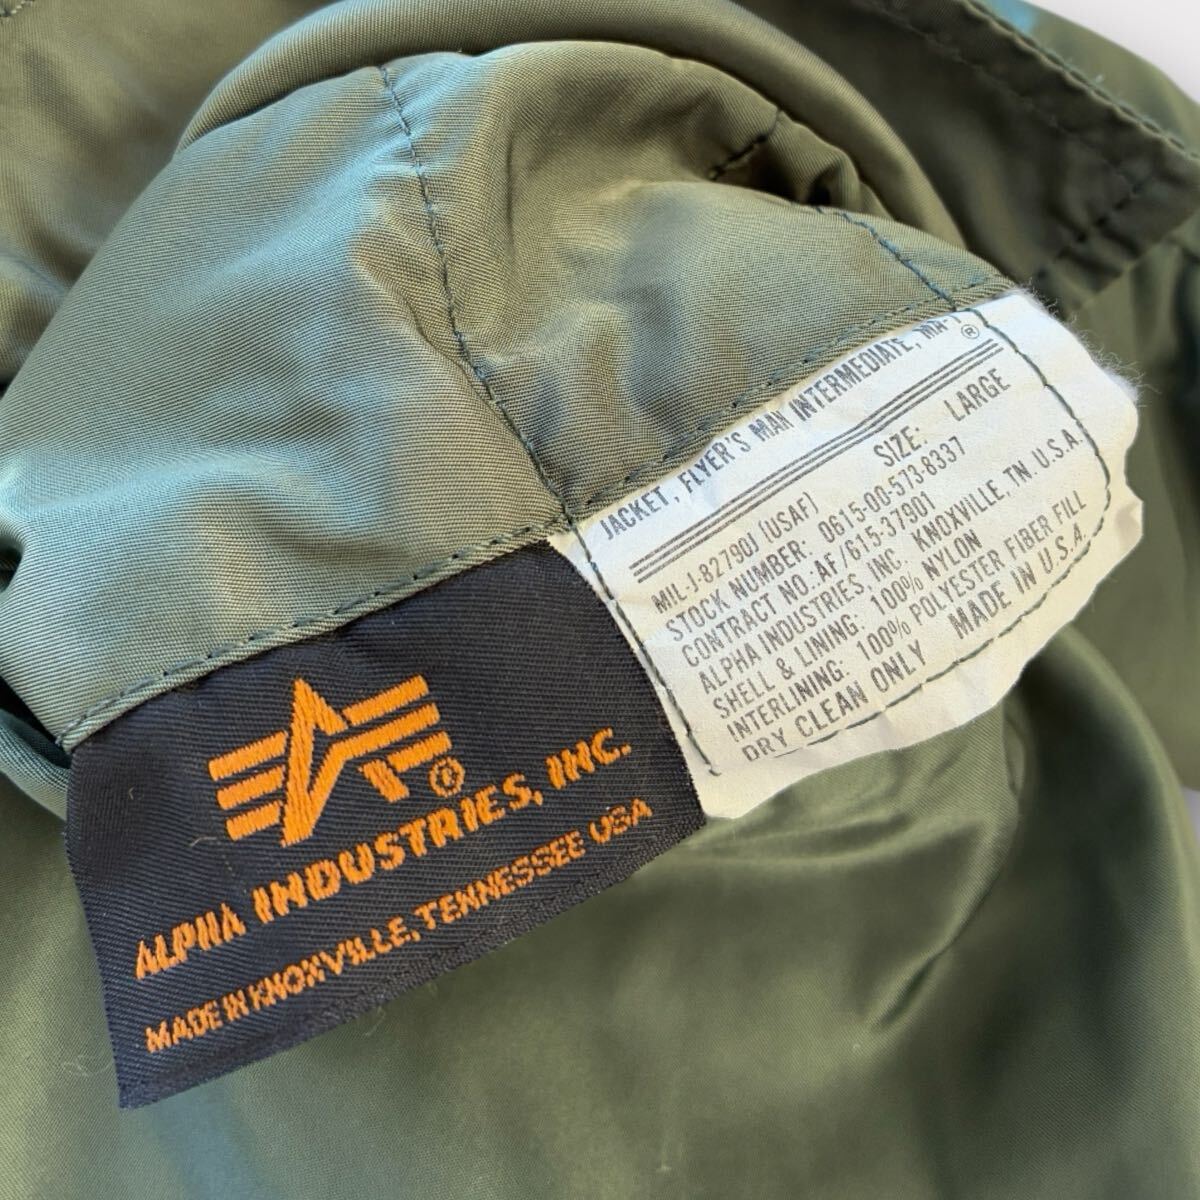 JACKET, FLYER'S MAN INTERMEDIATE, MA-1
®
SIZE: LARGE
MIL-J-82790J (USAF)
STOCK NUMBER: 0615-00-573-8337
CONTRACT NO.: AF/615-37901
ALPHA INDUSTRIES, INC. KNOXVILLE, TN. U.S.A.
SHELL & LINING: 100% NYLON
INTERLINING: 100% POLYESTER FIBER FILL
DRY CLEAN ONLY MADE IN U.S.A.
®
ALPHA INDUSTRIES, INC.
MADE IN KNOXVILLE, TENNESSEE USA